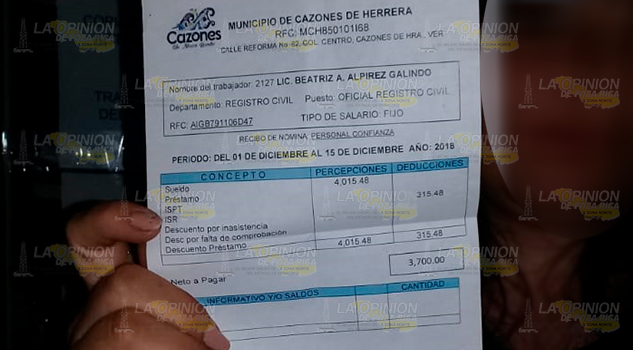 Cazones
MUNICIPIO DE CAZONES DE HERRERA
RFC: MCH850101I68
CALLE REFORMA No 82, COL. CENTRO, CAZONES DE HRA., VER.
Nombre del trabajador: 2127 LIC. BEATRIZ A. ALPIREZ GALINDO
Departamento: REGISTRO CIVIL Puesto: OFICIAL REGISTRO CIVIL
RFC: AIGB791106D47 TIPO DE SALARIO: FIJO
RECIBO DE NOMINA PERSONAL CONFIANZA
PERIODO: DEL 01 DE DICIEMBRE AL 15 DE DICIEMBRE AÑO: 2018
CONCEPTO PERCEPCIONES DEDUCCIONES
Sueldo 4,015.48
Préstamo
ISPT 315.48
ISR
Descuento por inasistencia
Desc por falta de comprobación
Descuento Préstamo 4,015.48 315.48
Neto a Pagar 3,700.00
INFORMATIVO Y/O SALDOS CANTIDAD
LA OPINION
DE POZA RICA